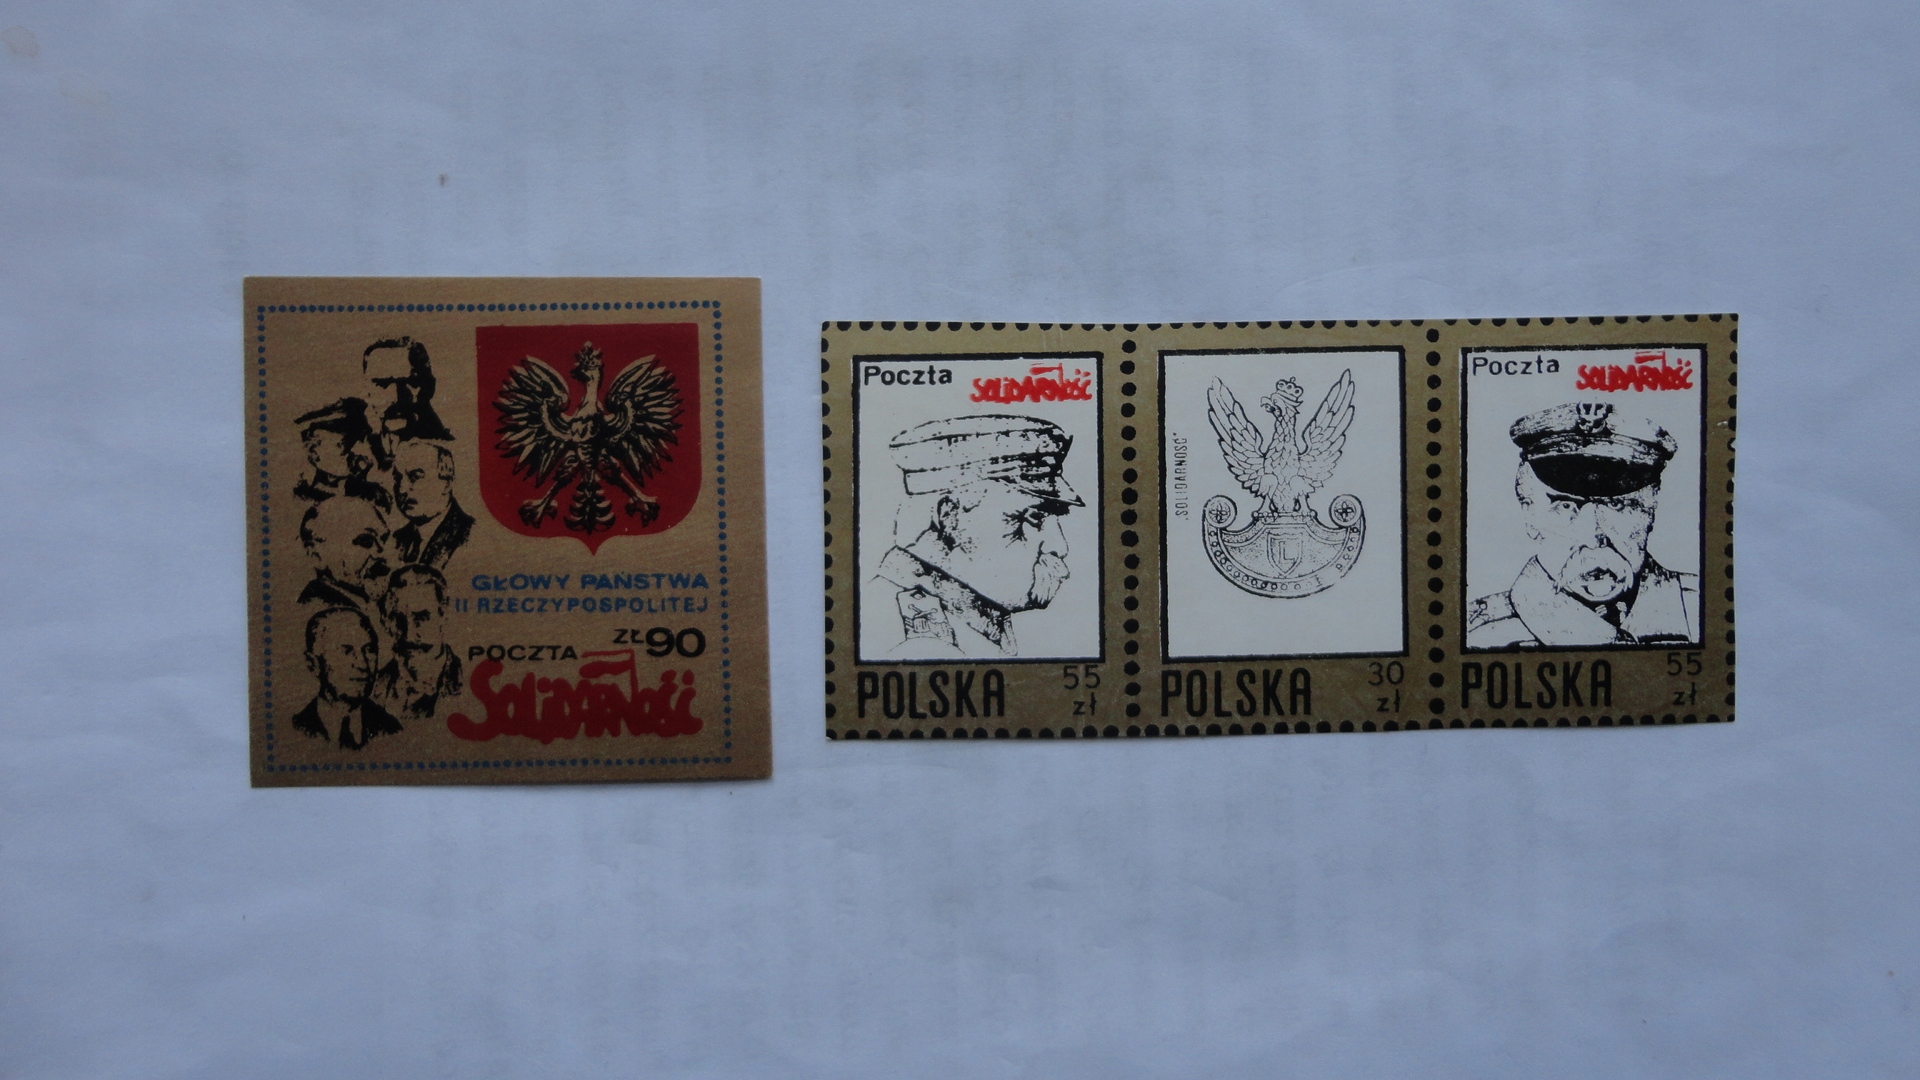 GŁOWY PAŃSTWA
II RZECZYPOSPOLITEJ
ZŁ 90
POCZTA
SOLIDARNOŚĆ
Poczta
SOLIDARNOŚĆ
POLSKA
55
zł
„SOLIDARNOŚĆ"
L
POLSKA
30
zł
Poczta
SOLIDARNOŚĆ
POLSKA
55
zł